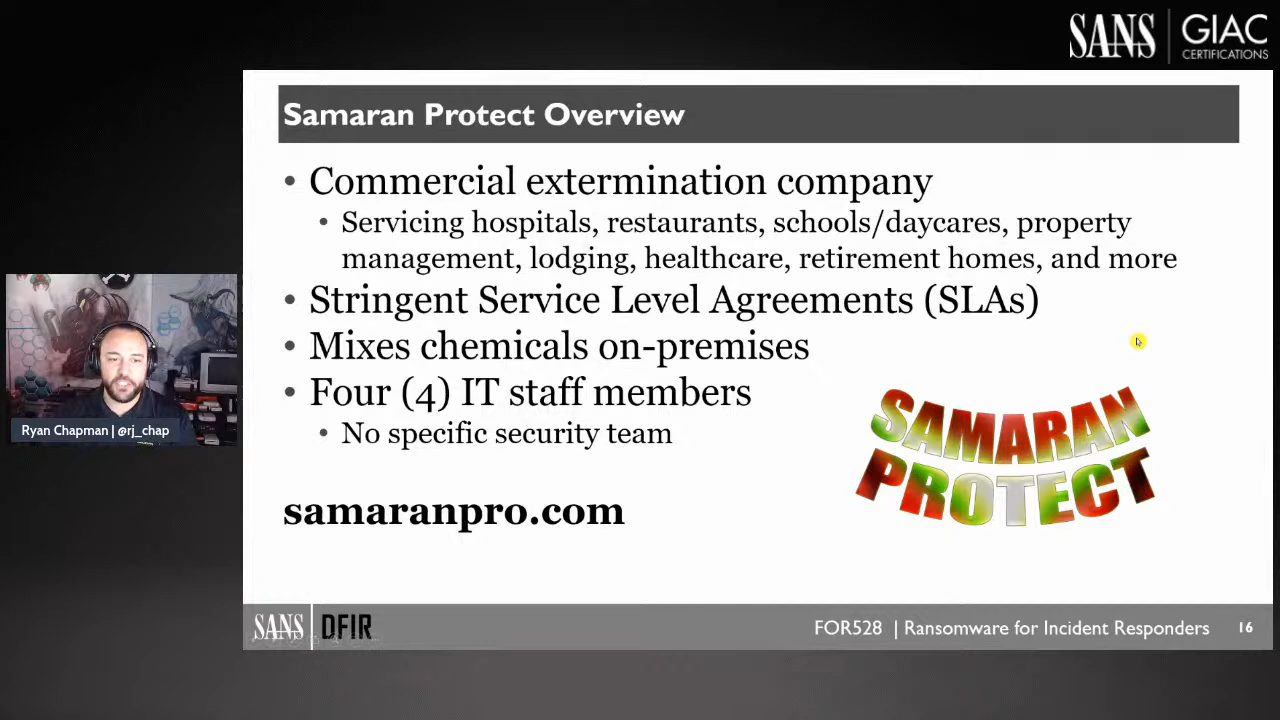 SANS GIAC
CERTIFICATIONS
Samaran Protect Overview
• Commercial extermination company
• Servicing hospitals, restaurants, schools/daycares, property
management, lodging, healthcare, retirement homes, and more
• Stringent Service Level Agreements (SLAs)
• Mixes chemicals on-premises
• Four (4) IT staff members
• No specific security team
SAMARAN
PROTECT
samaranpro.com
Ryan Chapman | @rj_chap
SANS DFIR
FOR528 | Ransomware for Incident Responders 16